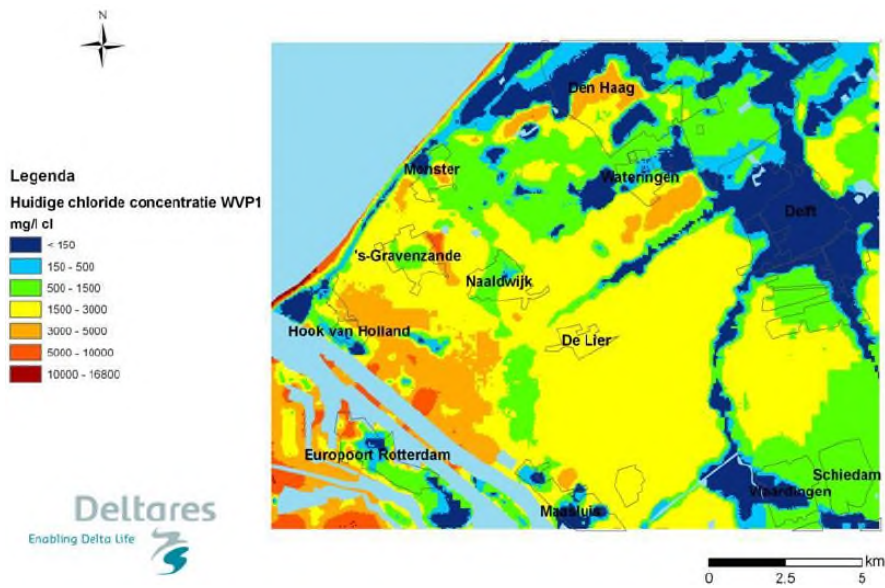 N
Legenda
Huidige chloride concentratie WVP1
mg/l cl
< 150
150 - 500
500 - 1500
1500 - 3000
3000 - 5000
5000 - 10000
10000 - 16800
Den Haag
Monster
Wateringen
Delft
's-Gravenzande
Naaldwijk
Hoek van Holland
De Lier
Europoort Rotterdam
Schiedam
Vlaardingen
Maasluis
Deltares
Enabling Delta Life
km
0 2.5 5